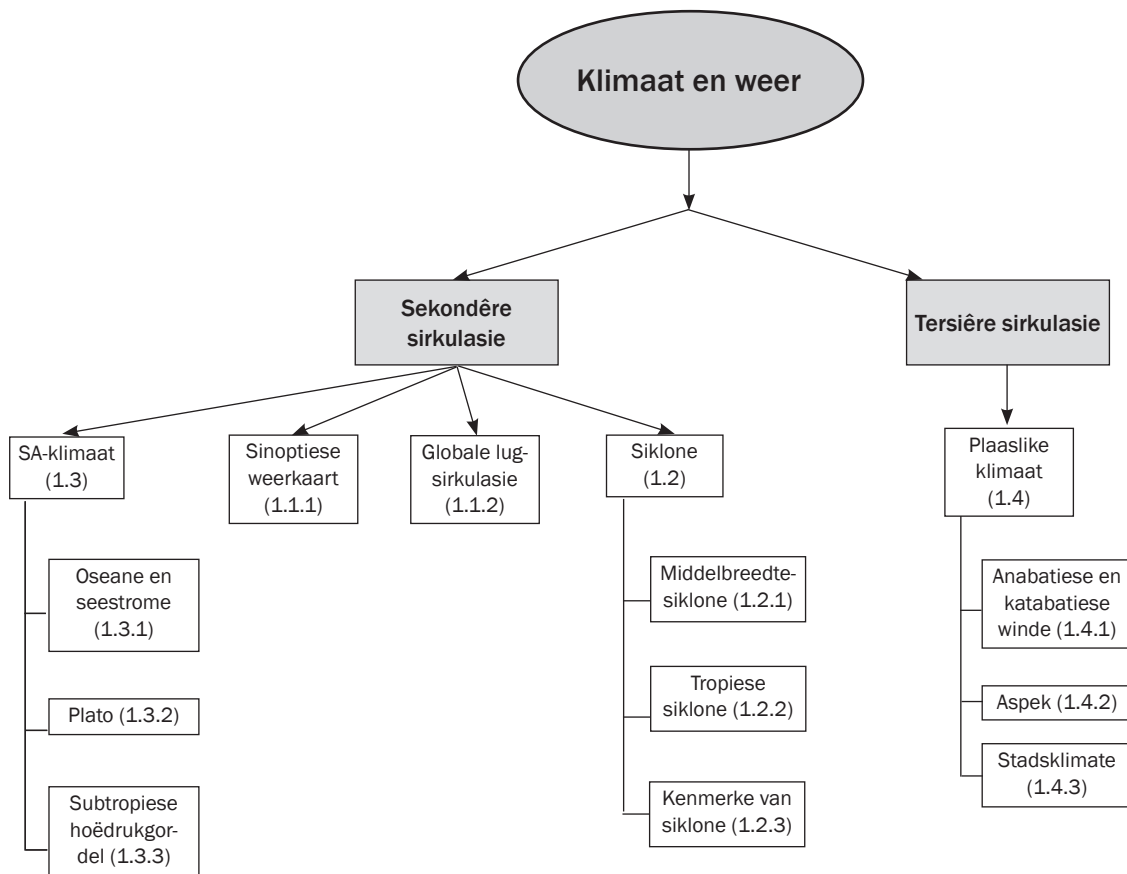 Klimaat en weer
Sekondêre
sirkulasie
Tersiêre sirkulasie
SA-klimaat
(1.3)
Sinoptiese
weerkaart
(1.1.1)
Globale lug-
sirkulasie
(1.1.2)
Siklone
(1.2)
Plaaslike
klimaat
(1.4)
Oseane en
seestrome
(1.3.1)
Plato (1.3.2)
Subtropiese
hoëdrukgor-
del (1.3.3)
Middelbreedte-
siklone (1.2.1)
Tropiese
siklone (1.2.2)
Kenmerke van
siklone (1.2.3)
Anabatiese en
katabatiese
winde (1.4.1)
Aspek (1.4.2)
Stadsklimate
(1.4.3)